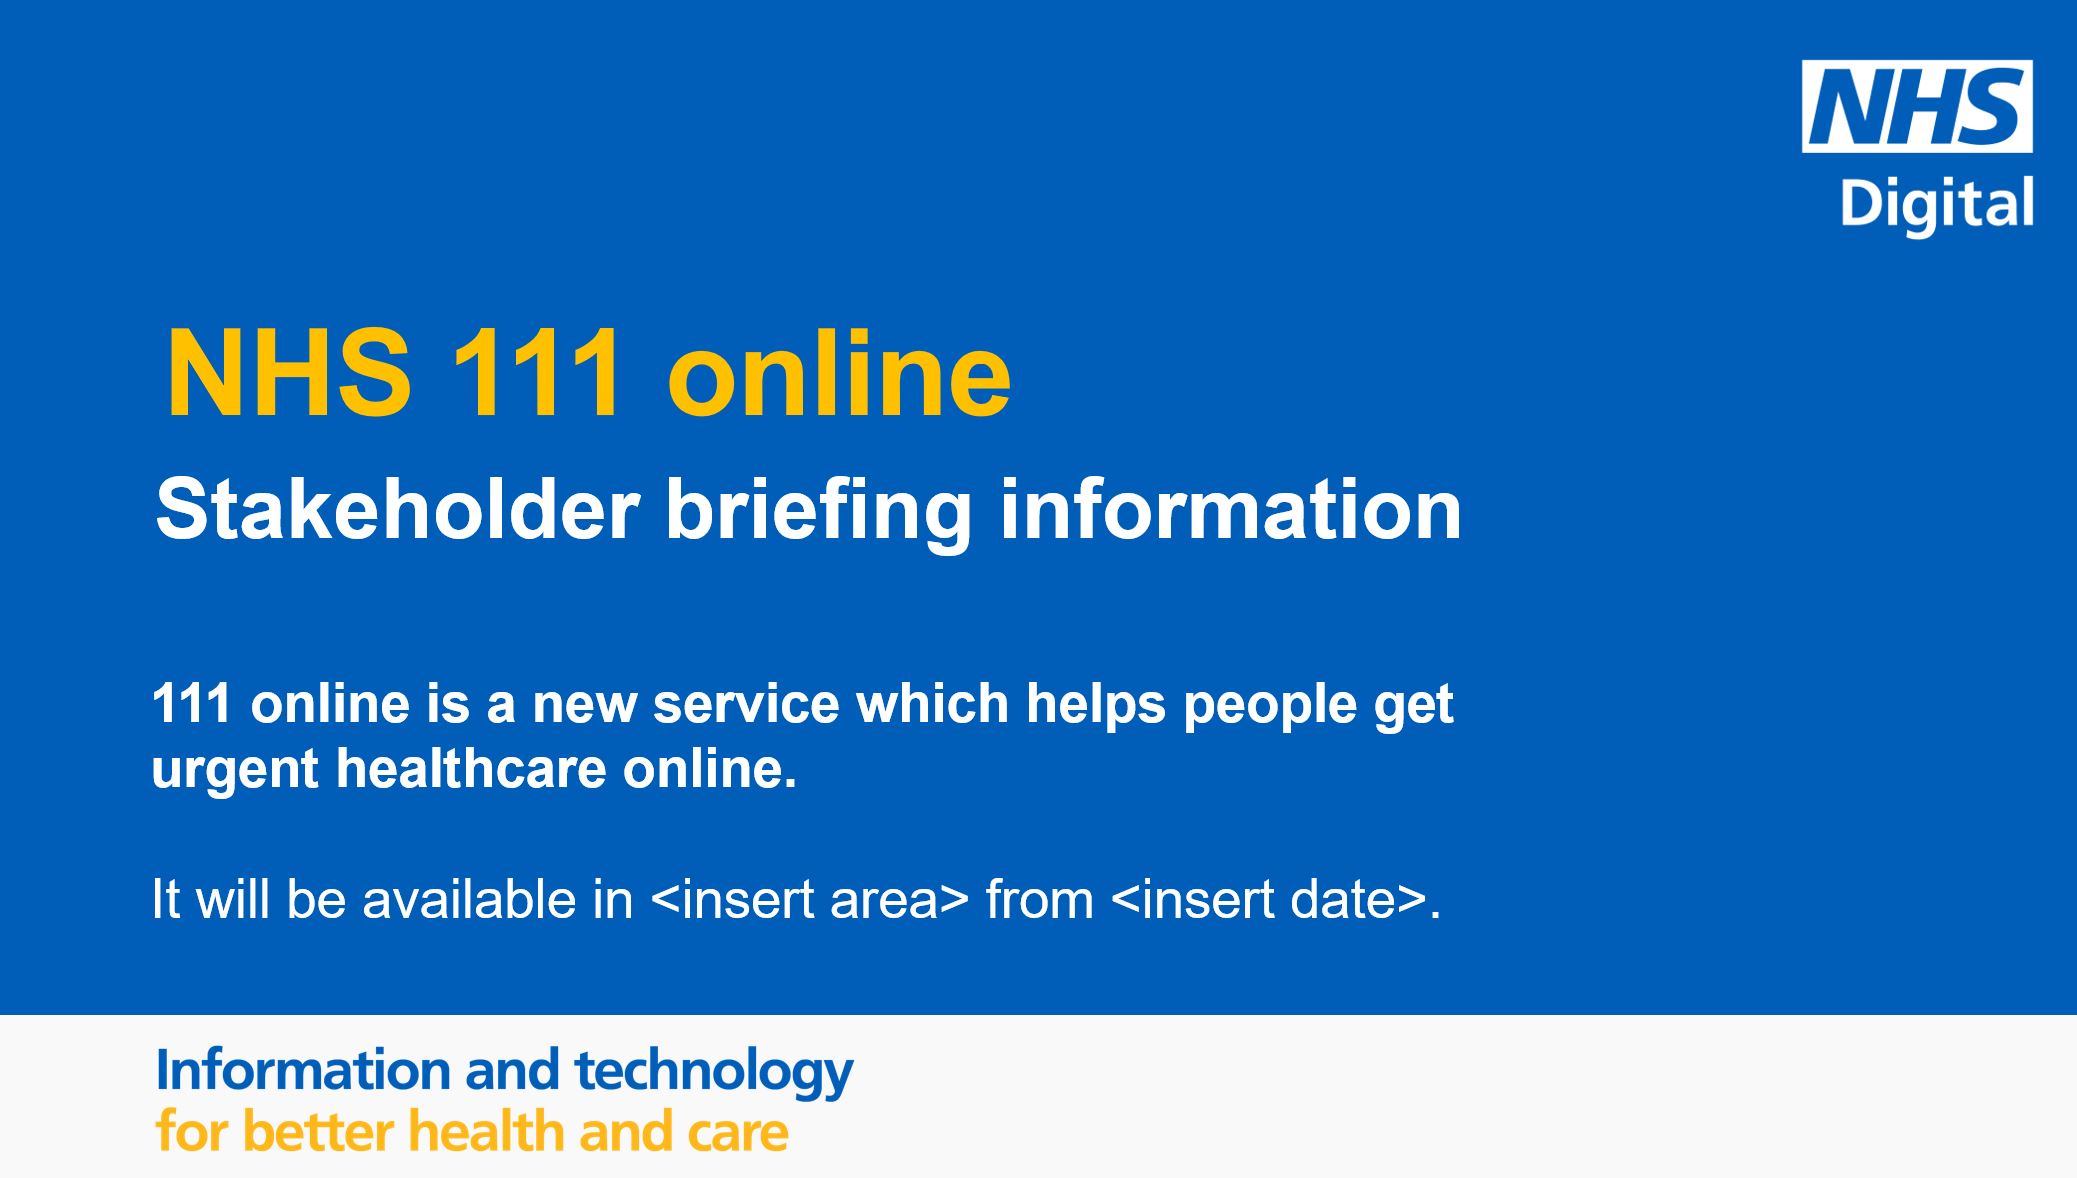 NHS
Digital
NHS 111 online
Stakeholder briefing information
111 online is a new service which helps people get
urgent healthcare online.
It will be available in <insert area> from <insert date>.
Information and technology
for better health and care